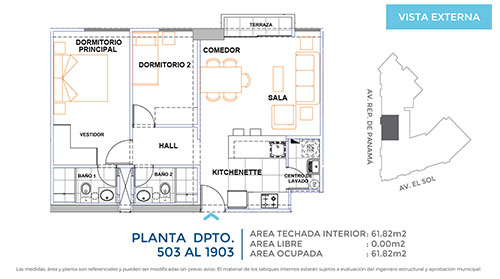 VISTA EXTERNA
TERRAZA
DORMITORIO
PRINCIPAL
DORMITORIO 2
COMEDOR
SALA
VESTIDOR
HALL
BAÑO 1
BAÑO 2
KITCHENETTE
CENTRO DE
LAVADO
AV. REP. DE PANAMÁ
AV. EL SOL
PLANTA DPTO.
503 AL 1903
AREA TECHADA INTERIOR: 61.82m2
AREA LIBRE : 0.00m2
AREA OCUPADA : 61.82m2
Las medidas, área y planta son referenciales y pueden ser modificadas sin previo aviso. El material de los tabiques internos estarán sujetos a evaluación del ingeniero estructural y aprobación municipal.